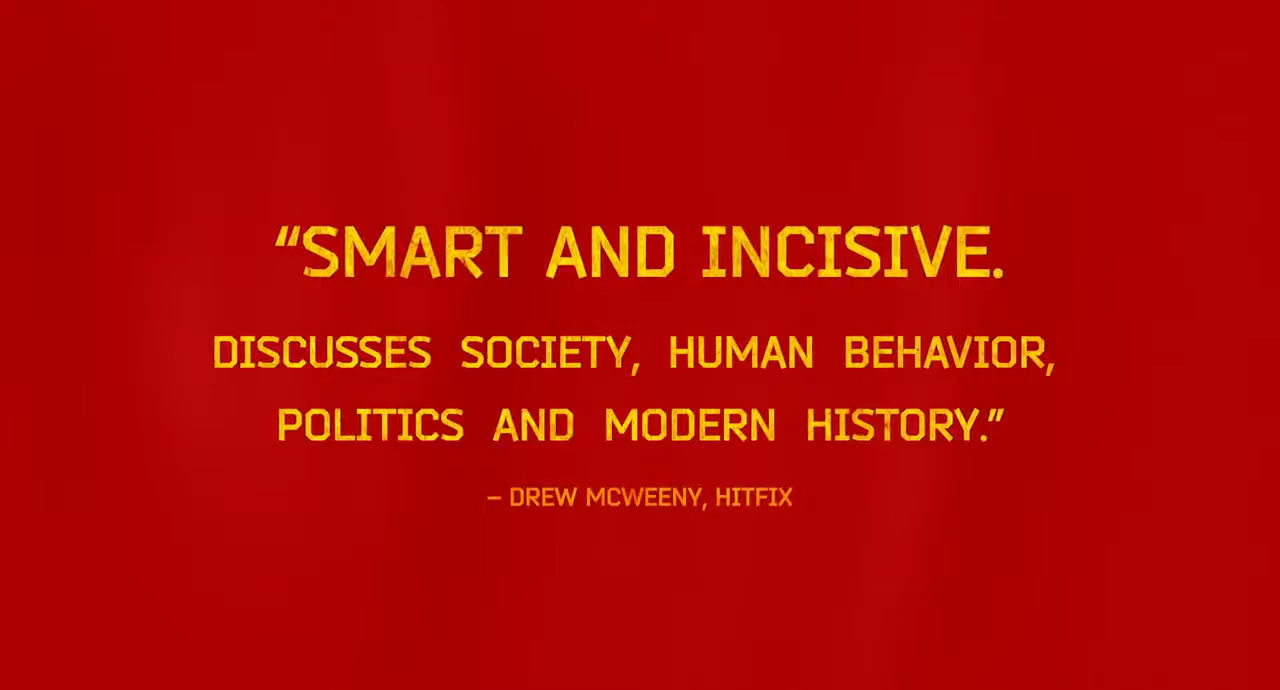 “SMART AND INCISIVE.
DISCUSSES SOCIETY, HUMAN BEHAVIOR,
POLITICS AND MODERN HISTORY.”
– DREW MCWEENY, HITFIX